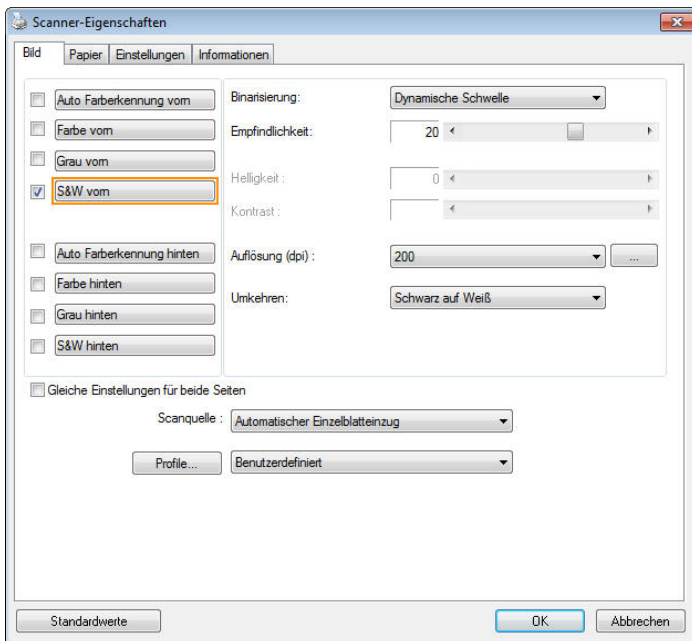 Scanner-Eigenschaften
Bild Papier Einstellungen Informationen
Auto Farberkennung vorn
Farbe vorn
Grau vorn
S&W vorn
Auto Farberkennung hinten
Farbe hinten
Grau hinten
S&W hinten
Binarisierung: Dynamische Schwelle
Empfindlichkeit: 20
Helligkeit : 0
Kontrast :
Auflösung (dpi) : 200 ...
Umkehren: Schwarz auf Weiß
Gleiche Einstellungen für beide Seiten
Scanquelle : Automatischer Einzelblatteinzug
Profile... Benutzerdefiniert
Standardwerte OK Abbrechen